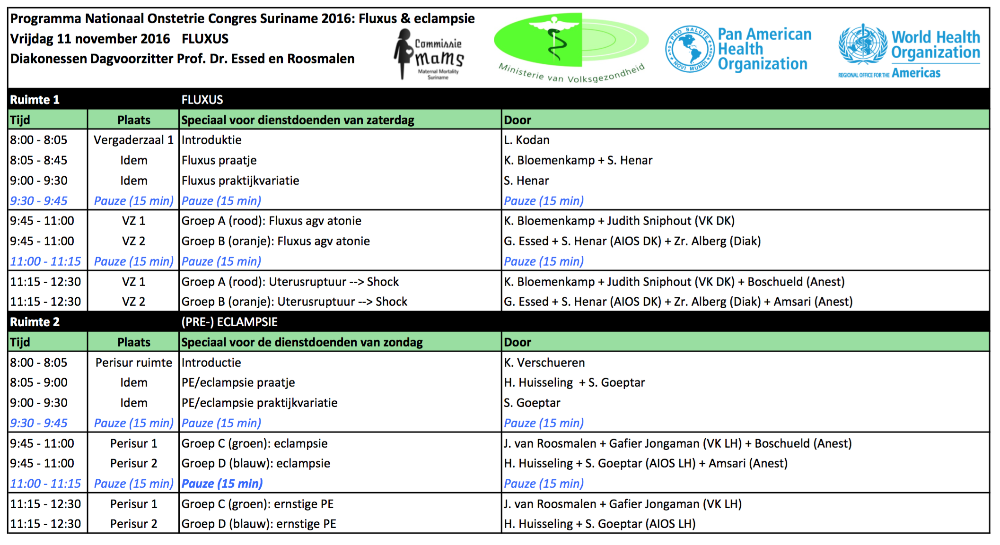 Programma Nationaal Onstetrie Congres Suriname 2016: Fluxus & eclampsie
Vrijdag 11 november 2016 FLUXUS
Diakonessen Dagvoorzitter Prof. Dr. Essed en Roosmalen
Commissie
MaMS
Maternal Mortality
Suriname
Ministerie van Volksgezondheid
PRO SALUTE
NOVI MUNDI
Pan American
Health
Organization
World Health
Organization
REGIONAL OFFICE FOR THE Americas
Ruimte 1 FLUXUS
Tijd Plaats Speciaal voor dienstdoenden van zaterdag Door
8:00 - 8:05 Vergaderzaal 1 Introduktie L. Kodan
8:05 - 8:45 Idem Fluxus praatje K. Bloemenkamp + S. Henar
9:00 - 9:30 Idem Fluxus praktijkvariatie S. Henar
9:30 - 9:45 Pauze (15 min) Pauze (15 min) Pauze (15 min)
9:45 - 11:00 VZ 1 Groep A (rood): Fluxus agv atonie K. Bloemenkamp + Judith Sniphout (VK DK)
9:45 - 11:00 VZ 2 Groep B (oranje): Fluxus agv atonie G. Essed + S. Henar (AIOS DK) + Zr. Alberg (Diak)
11:00 - 11:15 Pauze (15 min) Pauze (15 min) Pauze (15 min)
11:15 - 12:30 VZ 1 Groep A (rood): Uterusruptuur --> Shock K. Bloemenkamp + Judith Sniphout (VK DK) + Boschueld (Anest)
11:15 - 12:30 VZ 2 Groep B (oranje): Uterusruptuur --> Shock G. Essed + S. Henar (AIOS DK) + Zr. Alberg (Diak) + Amsari (Anest)
Ruimte 2 (PRE-) ECLAMPSIE
Tijd Plaats Speciaal voor de dienstdoenden van zondag Door
8:00 - 8:05 Perisur ruimte Introductie K. Verschueren
8:05 - 9:00 Idem PE/eclampsie praatje H. Huisseling + S. Goeptar
9:00 - 9:30 Idem PE/eclampsie praktijkvariatie S. Goeptar
9:30 - 9:45 Pauze (15 min) Pauze (15 min) Pauze (15 min)
9:45 - 11:00 Perisur 1 Groep C (groen): eclampsie J. van Roosmalen + Gafier Jongaman (VK LH) + Boschueld (Anest)
9:45 - 11:00 Perisur 2 Groep D (blauw): eclampsie H. Huisseling + S. Goeptar (AIOS LH) + Amsari (Anest)
11:00 - 11:15 Pauze (15 min) Pauze (15 min) Pauze (15 min)
11:15 - 12:30 Perisur 1 Groep C (groen): ernstige PE J. van Roosmalen + Gafier Jongaman (VK LH)
11:15 - 12:30 Perisur 2 Groep D (blauw): ernstige PE H. Huisseling + S. Goeptar (AIOS LH)